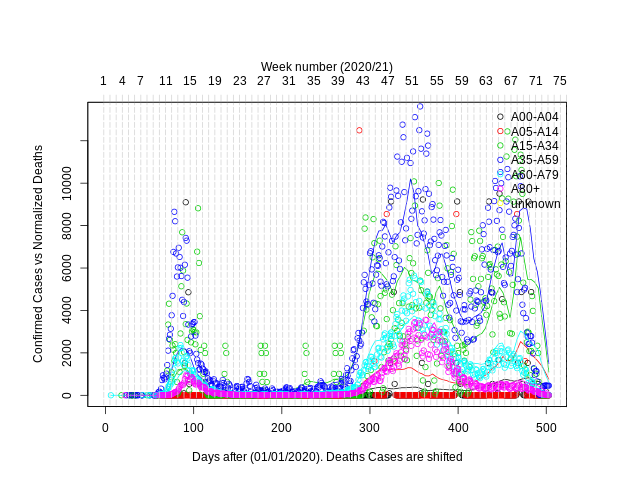 Week number (2020/21)
1 4 7 11 15 19 23 27 31 35 39 43 47 51 55 59 63 67 71 75
A00-A04
A05-A14
A15-A34
A35-A59
A60-A79
A80+
unknown
Confirmed Cases vs Normalized Deaths
10000
8000
6000
4000
2000
0
0 100 200 300 400 500
Days after (01/01/2020). Deaths Cases are shifted